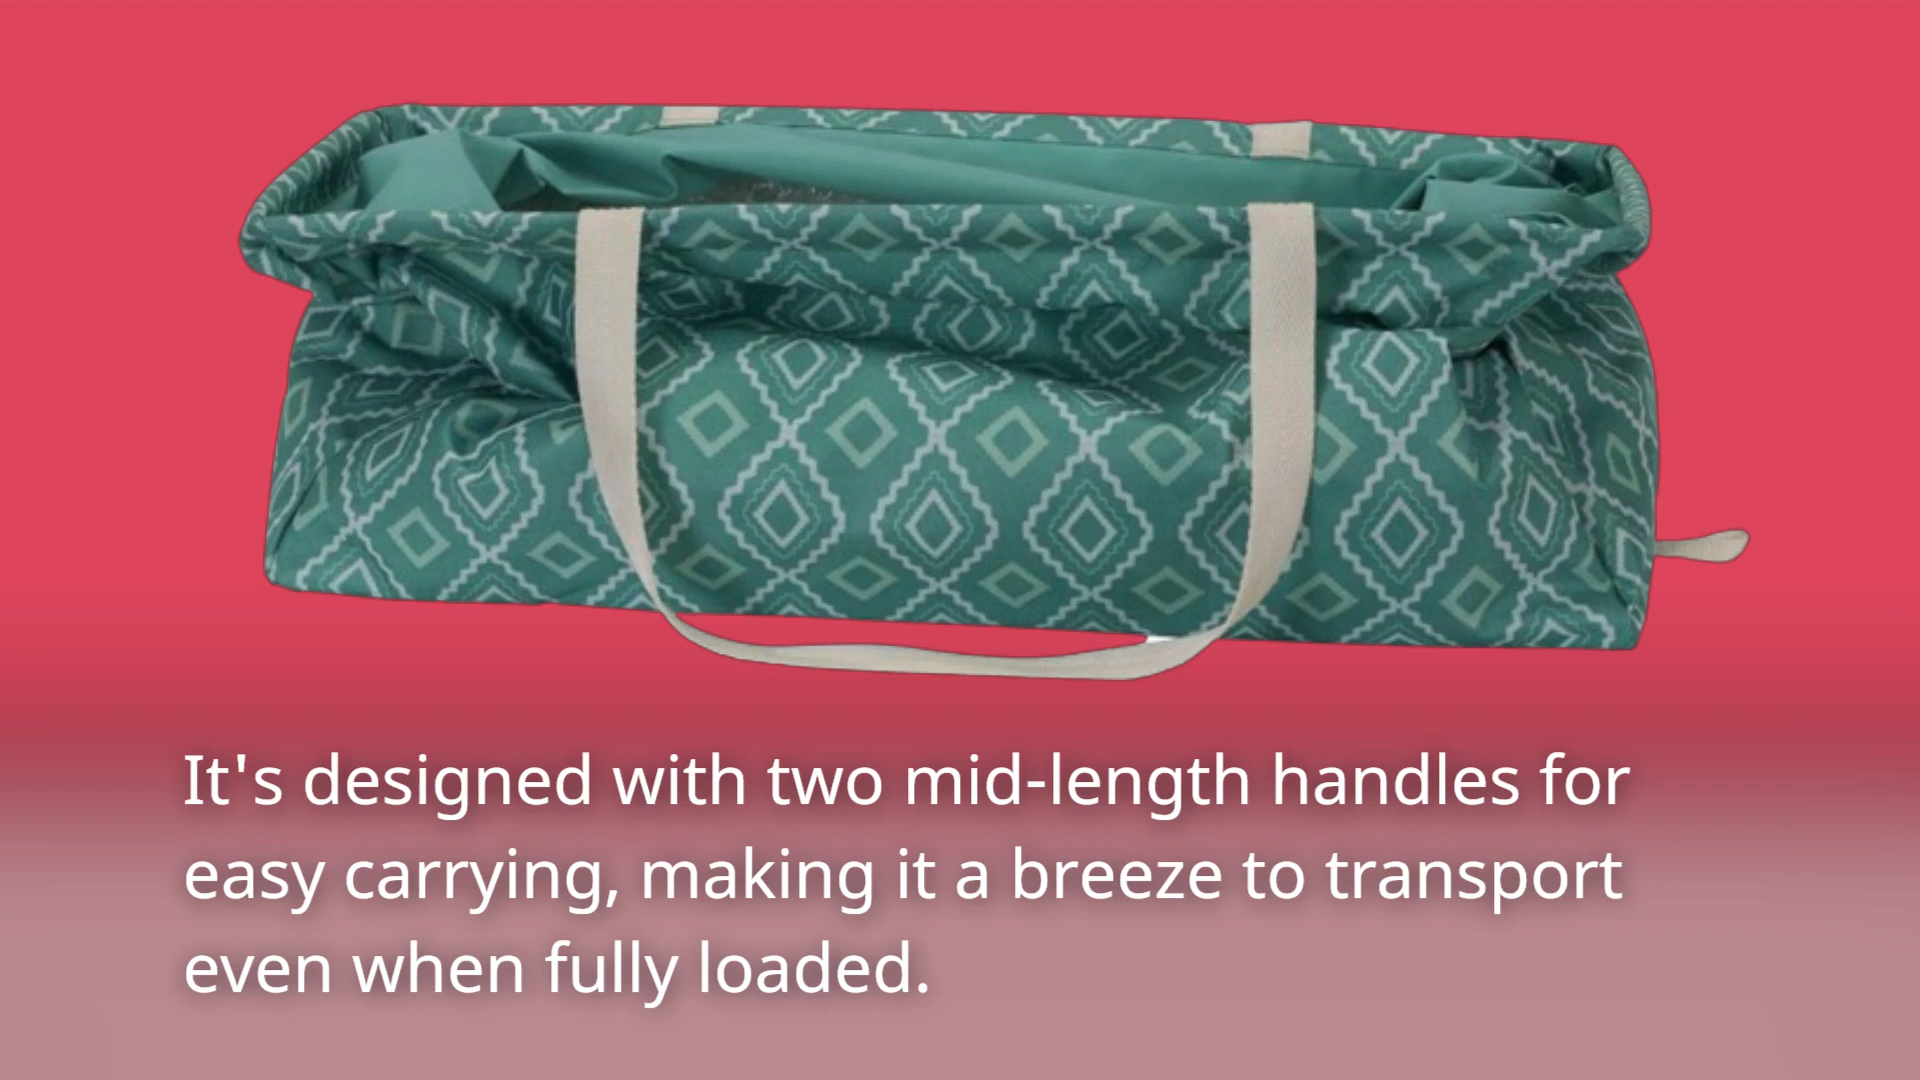 It's designed with two mid-length handles for
easy carrying, making it a breeze to transport
even when fully loaded.